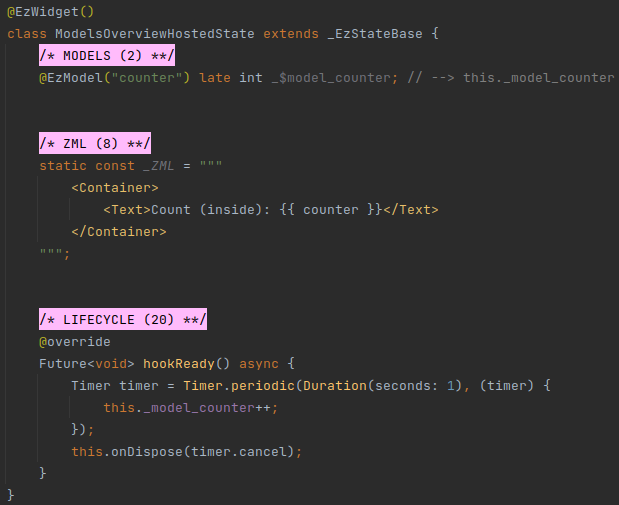 @EzWidget()
class ModelsOverviewHostedState extends _EzStateBase {
/* MODELS (2) **/
@EzModel("counter") late int _$model_counter; // --> this._model_counter
/* ZML (8) **/
static const _ZML = """
<Container>
<Text>Count (inside): {{ counter }}</Text>
</Container>
""";
/* LIFECYCLE (20) **/
@override
Future<void> hookReady() async {
Timer timer = Timer.periodic(Duration(seconds: 1), (timer) {
this._model_counter++;
});
this.onDispose(timer.cancel);
}
}